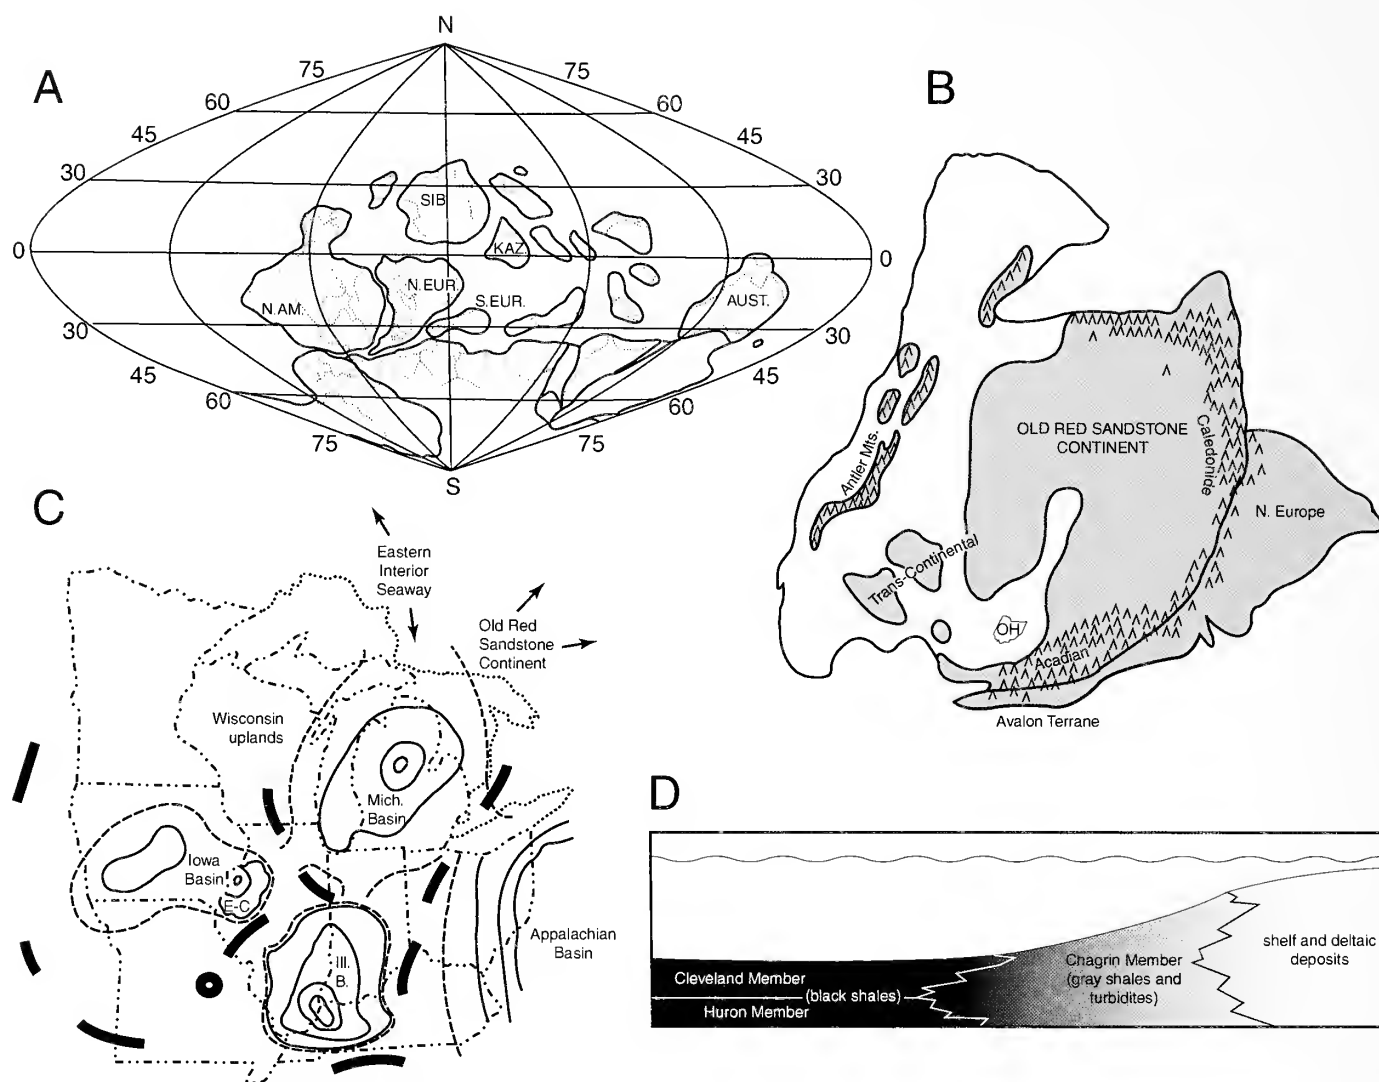 A
N
75
75
60
60
45
45
30
30
SIB.
KAZ.
0
0
N.EUR.
S.EUR.
N.AM.
AUST.
30
30
45
45
60
60
75
75
S
B
OLD RED SANDSTONE
CONTINENT
Caledonide
Antler Mts.
N. Europe
Trans-Continental
OH
Acadian
Avalon Terrane
C
Eastern
Interior
Seaway
Old Red
Sandstone
Continent
Wisconsin
uplands
Mich.
Basin
Iowa
Basin
E-C
Ill.
B.
Appalachian
Basin
D
Cleveland Member
(black shales)
Huron Member
Chagrin Member
(gray shales and
turbidites)
shelf and deltaic
deposits